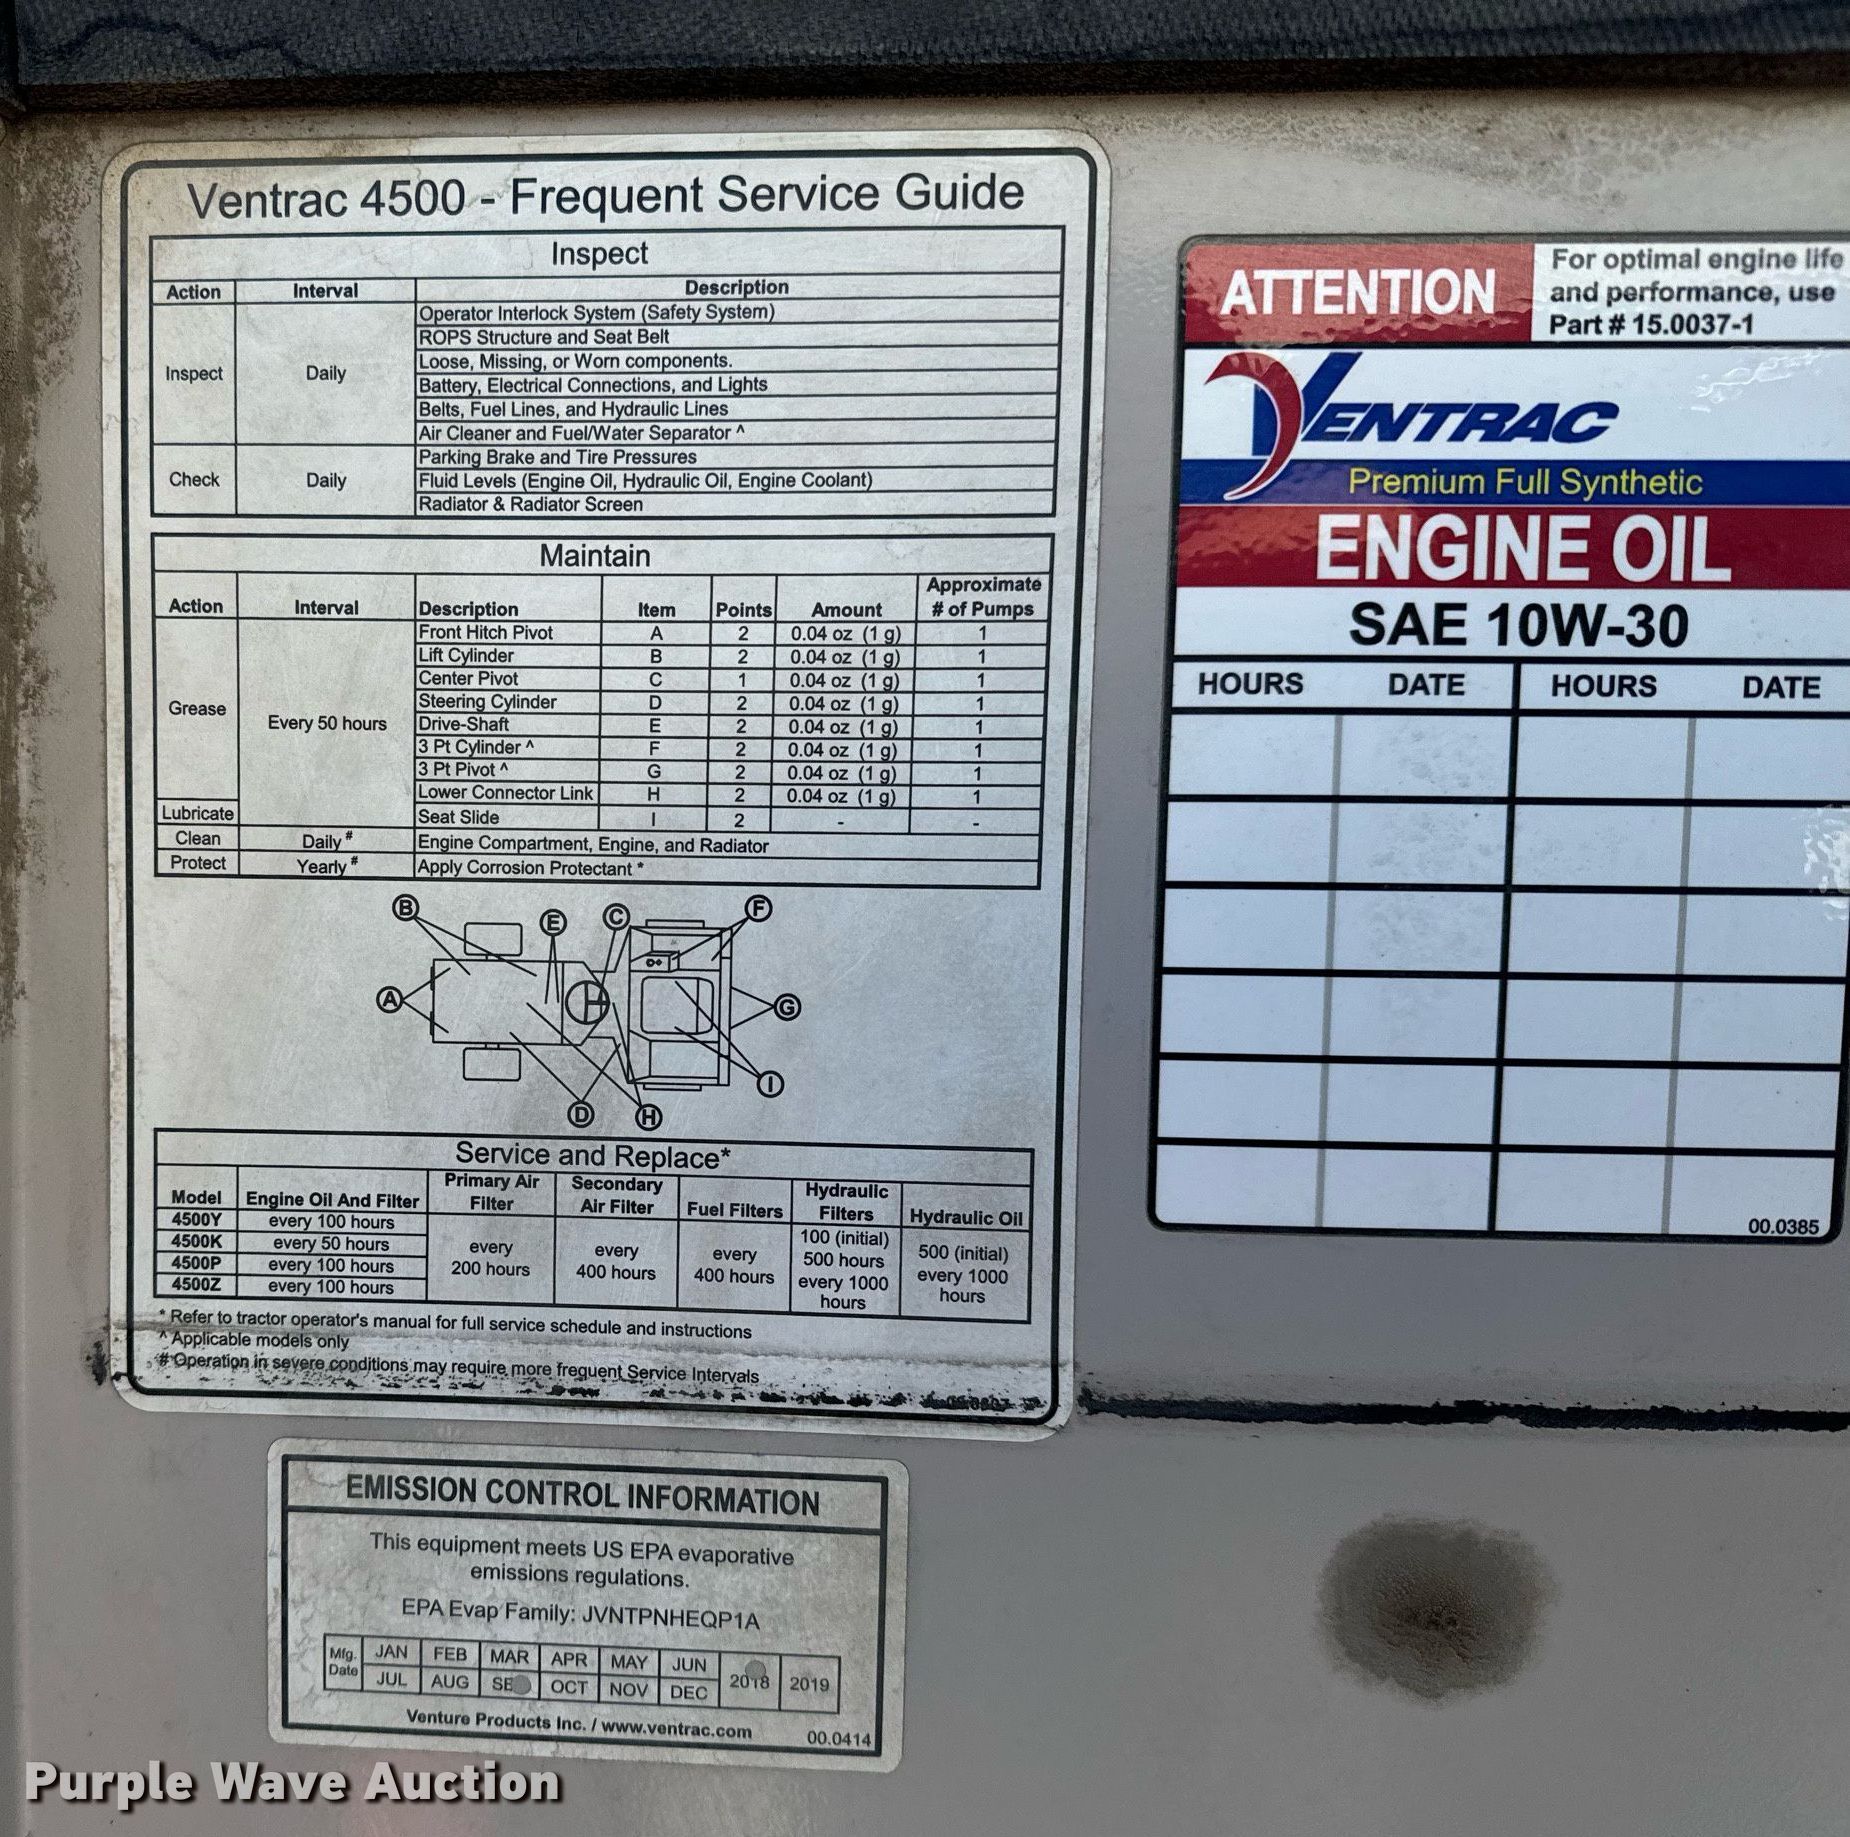 Ventrac 4500 - Frequent Service Guide
Inspect
Action Interval Description
Inspect Daily
Operator Interlock System (Safety System)
ROPS Structure and Seat Belt
Loose, Missing, or Worn components.
Battery, Electrical Connections, and Lights
Belts, Fuel Lines, and Hydraulic Lines
Air Cleaner and Fuel/Water Separator ^
Check Daily
Parking Brake and Tire Pressures
Fluid Levels (Engine Oil, Hydraulic Oil, Engine Coolant)
Radiator & Radiator Screen
Maintain
Action Interval Description Item Points Amount Approximate # of Pumps
Grease Every 50 hours
Front Hitch Pivot A 2 0.04 oz (1 g) 1
Lift Cylinder B 2 0.04 oz (1 g) 1
Center Pivot C 1 0.04 oz (1 g) 1
Steering Cylinder D 2 0.04 oz (1 g) 1
Drive-Shaft E 2 0.04 oz (1 g) 1
3 Pt Cylinder ^ F 2 0.04 oz (1 g) 1
3 Pt Pivot ^ G 2 0.04 oz (1 g) 1
Lower Connector Link H 2 0.04 oz (1 g) 1
Lubricate Seat Slide I 2 - -
Clean Daily # Engine Compartment, Engine, and Radiator
Protect Yearly # Apply Corrosion Protectant *
B E C F
A G
I
D H
Service and Replace*
Model Engine Oil And Filter Primary Air Filter Secondary Air Filter Fuel Filters Hydraulic Filters Hydraulic Oil
4500Y every 100 hours
4500K every 50 hours
4500P every 100 hours
4500Z every 100 hours
every 200 hours
every 400 hours
every 400 hours
100 (initial)
500 hours
every 1000
hours
500 (initial)
every 1000
hours
* Refer to tractor operator's manual for full service schedule and instructions
^ Applicable models only
# Operation in severe conditions may require more frequent Service Intervals
EMISSION CONTROL INFORMATION
This equipment meets US EPA evaporative
emissions regulations.
EPA Evap Family: JVNTPNHEQP1A
Mfg. Date
JAN FEB MAR APR MAY JUN
JUL AUG SE OCT NOV DEC
2018 2019
Venture Products Inc. / www.ventrac.com 00.0414
ATTENTION
For optimal engine life
and performance, use
Part # 15.0037-1
VENTRAC
Premium Full Synthetic
ENGINE OIL
SAE 10W-30
HOURS DATE HOURS DATE
00.0385
Purple Wave Auction